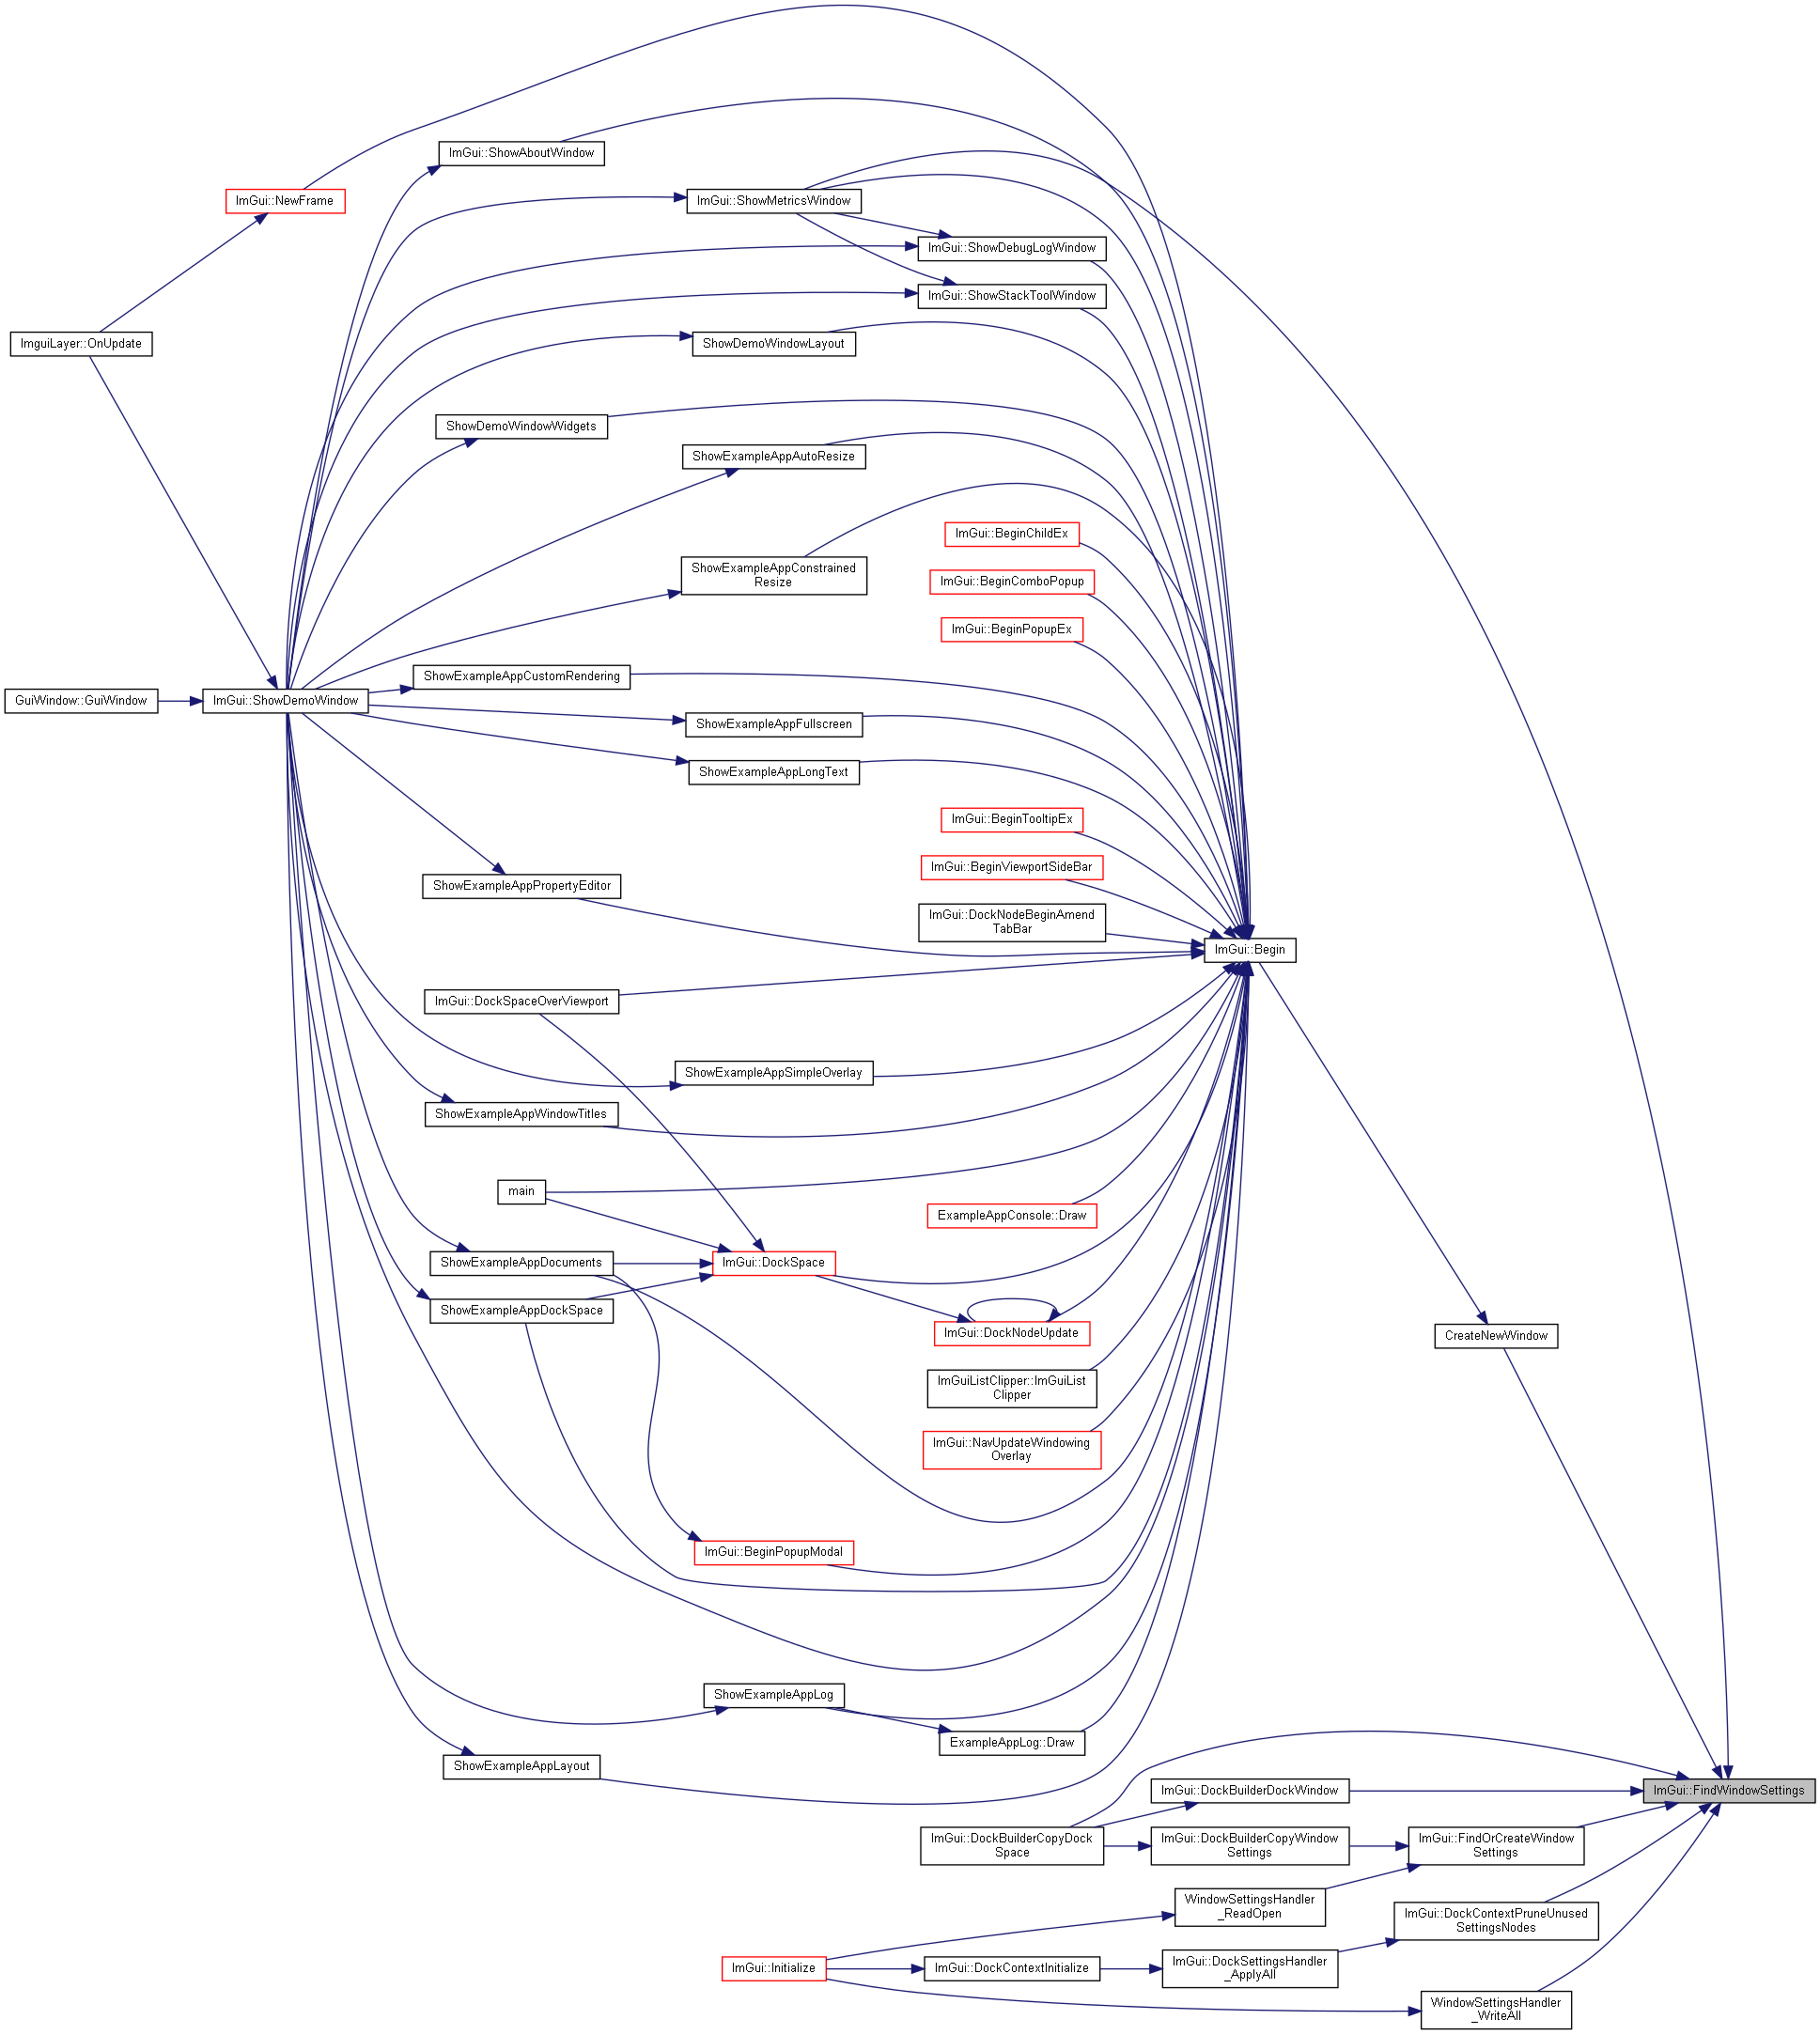 ImGui::ShowAboutWindow
ImGui::NewFrame
ImGui::ShowMetricsWindow
ImGui::ShowDebugLogWindow
ImGui::ShowStackToolWindow
ImguiLayer::OnUpdate
ShowDemoWindowLayout
ShowDemoWindowWidgets
ShowExampleAppAutoResize
ImGui::BeginChildEx
ShowExampleAppConstrained
Resize
ImGui::BeginComboPopup
ImGui::BeginPopupEx
ShowExampleAppCustomRendering
GuiWindow::GuiWindow
ImGui::ShowDemoWindow
ShowExampleAppFullscreen
ShowExampleAppLongText
ImGui::BeginTooltipEx
ImGui::BeginViewportSideBar
ShowExampleAppPropertyEditor
ImGui::DockNodeBeginAmend
TabBar
ImGui::Begin
ImGui::DockSpaceOverViewport
ShowExampleAppSimpleOverlay
ShowExampleAppWindowTitles
main
ExampleAppConsole::Draw
ShowExampleAppDocuments
ImGui::DockSpace
ShowExampleAppDockSpace
ImGui::DockNodeUpdate
CreateNewWindow
ImGuiListClipper::ImGuiList
Clipper
ImGui::NavUpdateWindowing
Overlay
ImGui::BeginPopupModal
ShowExampleAppLog
ExampleAppLog::Draw
ShowExampleAppLayout
ImGui::DockBuilderDockWindow
ImGui::FindWindowSettings
ImGui::DockBuilderCopyDock
Space
ImGui::DockBuilderCopyWindow
Settings
ImGui::FindOrCreateWindow
Settings
WindowSettingsHandler
_ReadOpen
ImGui::DockContextPruneUnused
SettingsNodes
ImGui::Initialize
ImGui::DockContextInitialize
ImGui::DockSettingsHandler
_ApplyAll
WindowSettingsHandler
_WriteAll